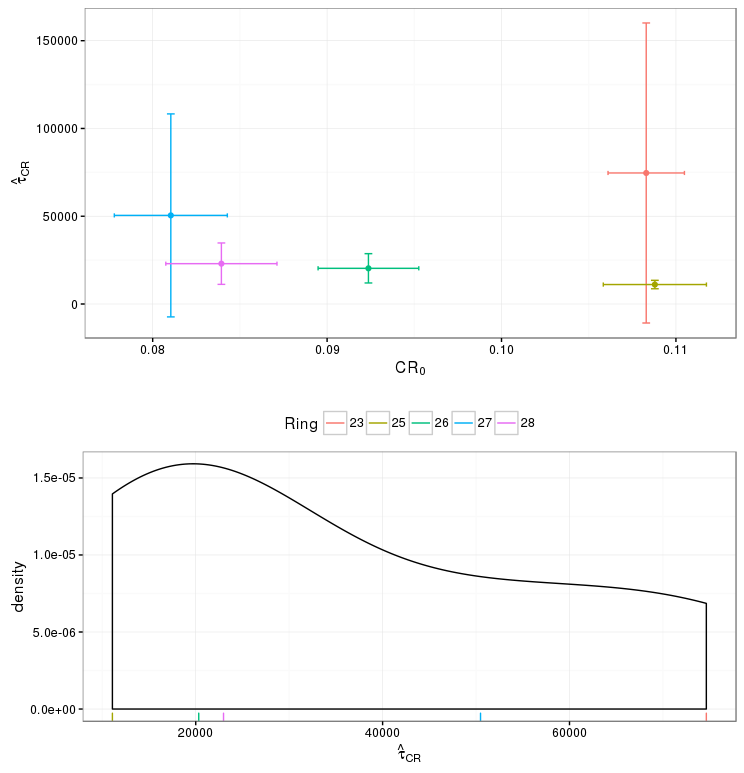 150000
100000
50000
0
τ̂CR
0.08
0.09
0.10
0.11
CR₀
Ring 23 25 26 27 28
1.5e-05
1.0e-05
5.0e-06
0.0e+00
density
20000
40000
60000
τ̂CR